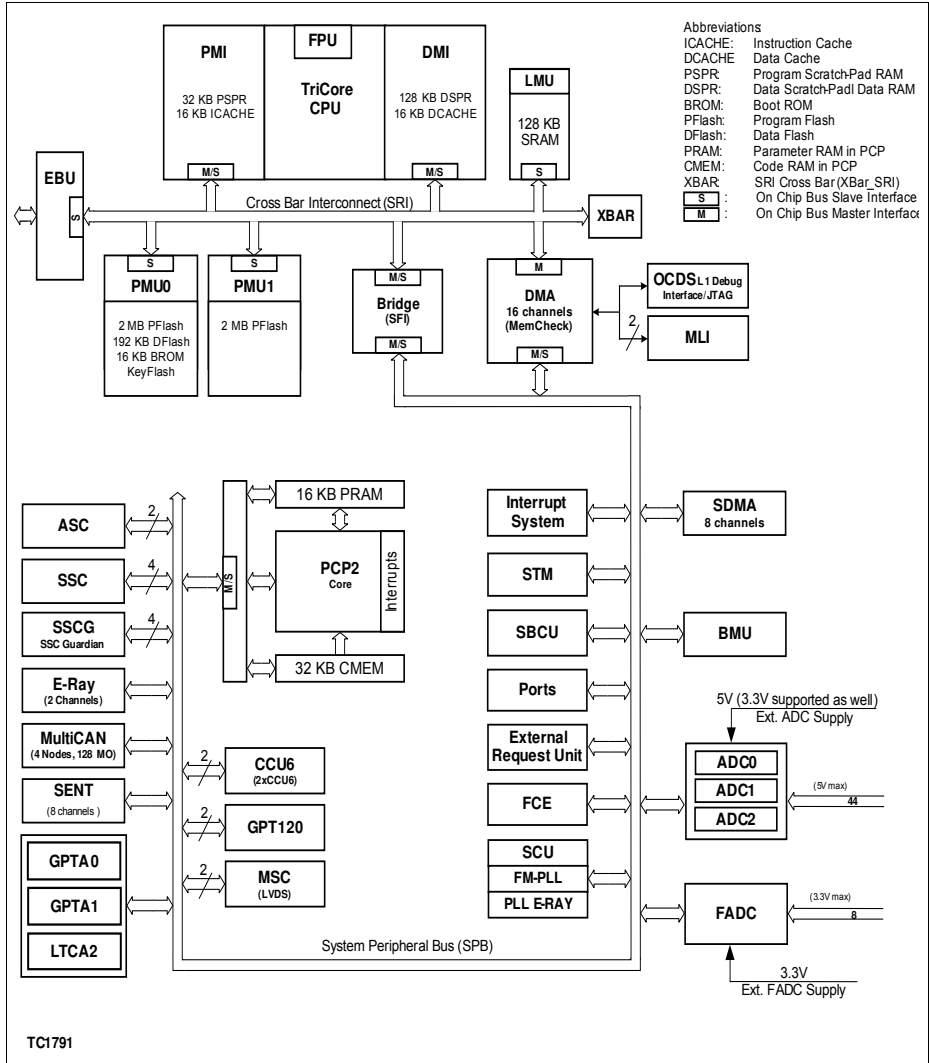 PMI
FPU
DMI
TriCore
CPU
32 KB PSPR
16 KB ICACHE
128 KB DSPR
16 KB DCACHE
M/S
M/S
LMU
128 KB
SRAM
S
Abbreviations:
ICACHE: Instruction Cache
DCACHE Data Cache
PSPR: Program Scratch-Pad RAM
DSPR: Data Scratch-Padl Data RAM
BROM: Boot ROM
PFlash: Program Flash
DFlash: Data Flash
PRAM: Parameter RAM in PCP
CMEM: Code RAM in PCP
XBAR: SRI Cross Bar (XBar_SRI)
S : On Chip Bus Slave Interface
M : On Chip Bus Master Interface
EBU
S
Cross Bar Interconnect (SRI)
XBAR
S
PMU0
2 MB PFlash
192 KB DFlash
16 KB BROM
KeyFlash
S
PMU1
2 MB PFlash
M/S
Bridge
(SFI)
M/S
M
DMA
16 channels
(MemCheck)
M/S
OCDS L1 Debug
Interface/JTAG
2
MLI
ASC
2
SSC
4
SSCG
SSC Guardian
4
E-Ray
(2 Channels)
MultiCAN
(4 Nodes, 128 MO)
SENT
(8 channels )
GPTA0
GPTA1
LTCA2
M/S
16 KB PRAM
PCP2
Core
Interrupts
32 KB CMEM
2
CCU6
(2xCCU6)
2
GPT120
2
MSC
(LVDS)
Interrupt
System
STM
SBCU
Ports
External
Request Unit
FCE
SCU
FM-PLL
PLL E-RAY
SDMA
8 channels
BMU
5V (3.3V supported as well)
Ext. ADC Supply
ADC0
ADC1
ADC2
(5V max)
44
FADC
(3.3V max)
8
3.3V
Ext. FADC Supply
System Peripheral Bus (SPB)
TC1791